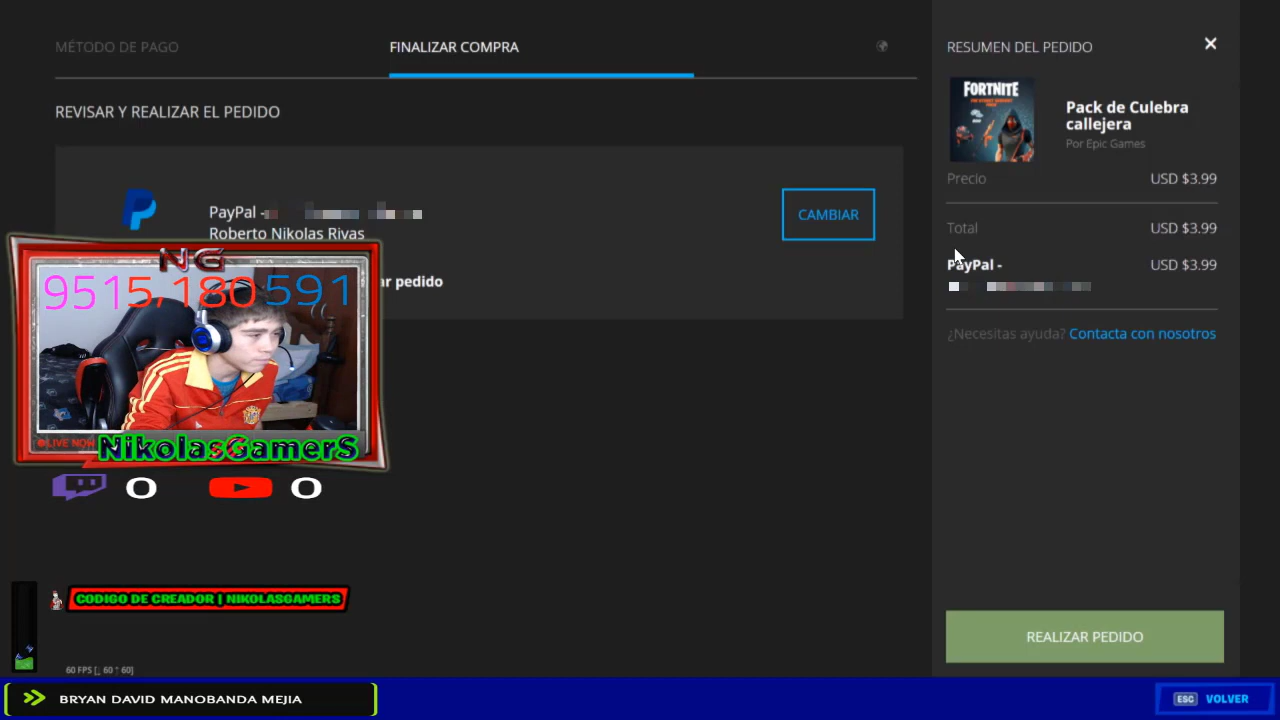 MÉTODO DE PAGO
FINALIZAR COMPRA
REVISAR Y REALIZAR EL PEDIDO
PayPal -
Roberto Nikolas Rivas
ar pedido
CAMBIAR
RESUMEN DEL PEDIDO
FORTNITE
Pack de Culebra
callejera
Por Epic Games
Precio USD $3.99
Total USD $3.99
PayPal - USD $3.99
¿Necesitas ayuda? Contacta con nosotros
REALIZAR PEDIDO
NG
9515,180591
LIVE NOW
NikolasGamerS
0 0
CODIGO DE CREADOR | NIKOLASGAMERS
60 FPS [: 60 ↑ 60]
BRYAN DAVID MANOBANDA MEJIA
ESC VOLVER